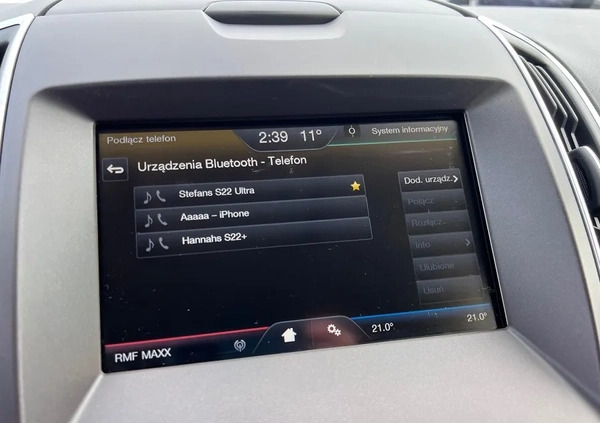 Podłącz telefon
2:39 11°
System informacyjny
Urządzenia Bluetooth - Telefon
Stefans S22 Ultra
Aaaaa – iPhone
Hannahs S22+
Dod. urządz.
Połącz
Rozłącz
Info
Ulubione
Usuń
RMF MAXX
21.0°
21.0°